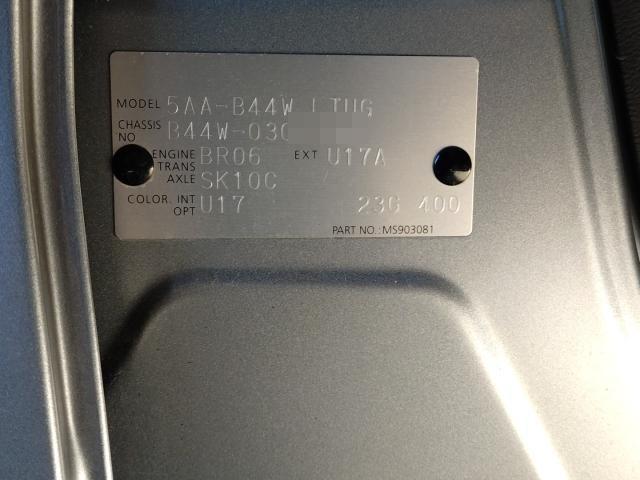 MODEL 5AA-B44W LTHG
CHASSIS NO B44W-030
ENGINE BR06 EXT U17A
TRANS AXLE SK10C
COLOR. INT U17
OPT 23G 400
PART NO.:MS903081